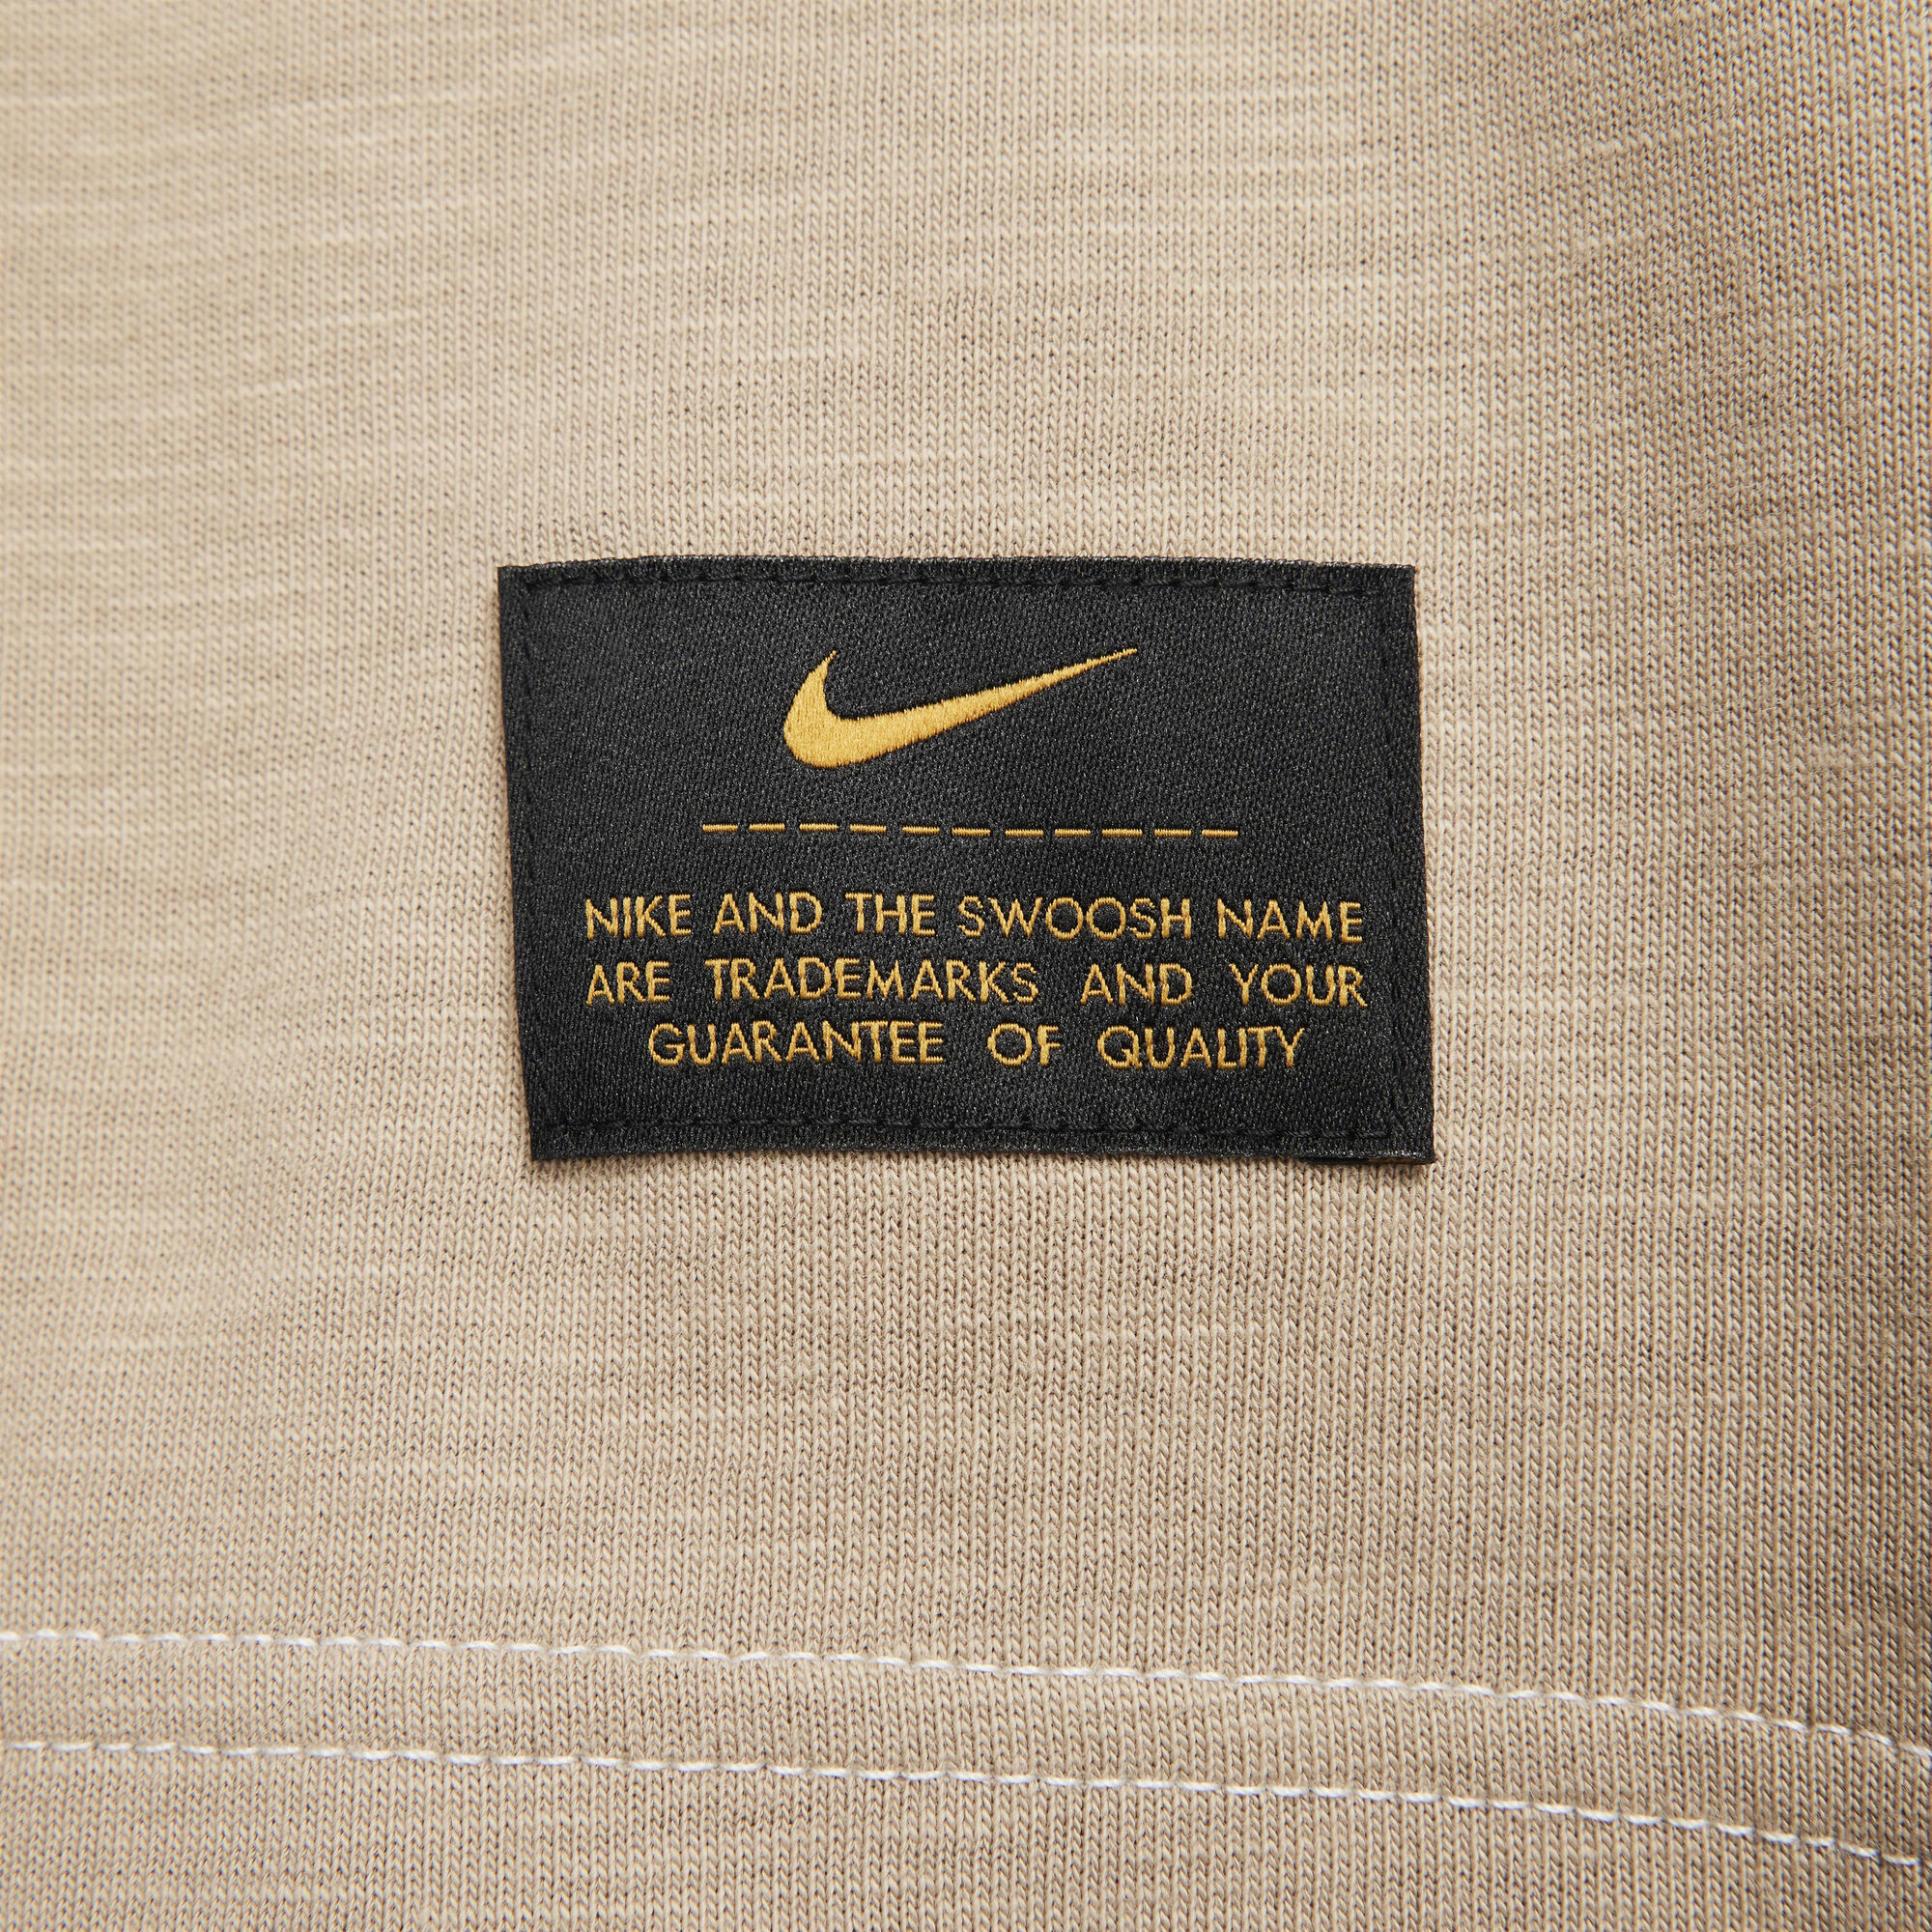 NIKE AND THE SWOOSH NAME
ARE TRADEMARKS AND YOUR
GUARANTEE OF QUALITY